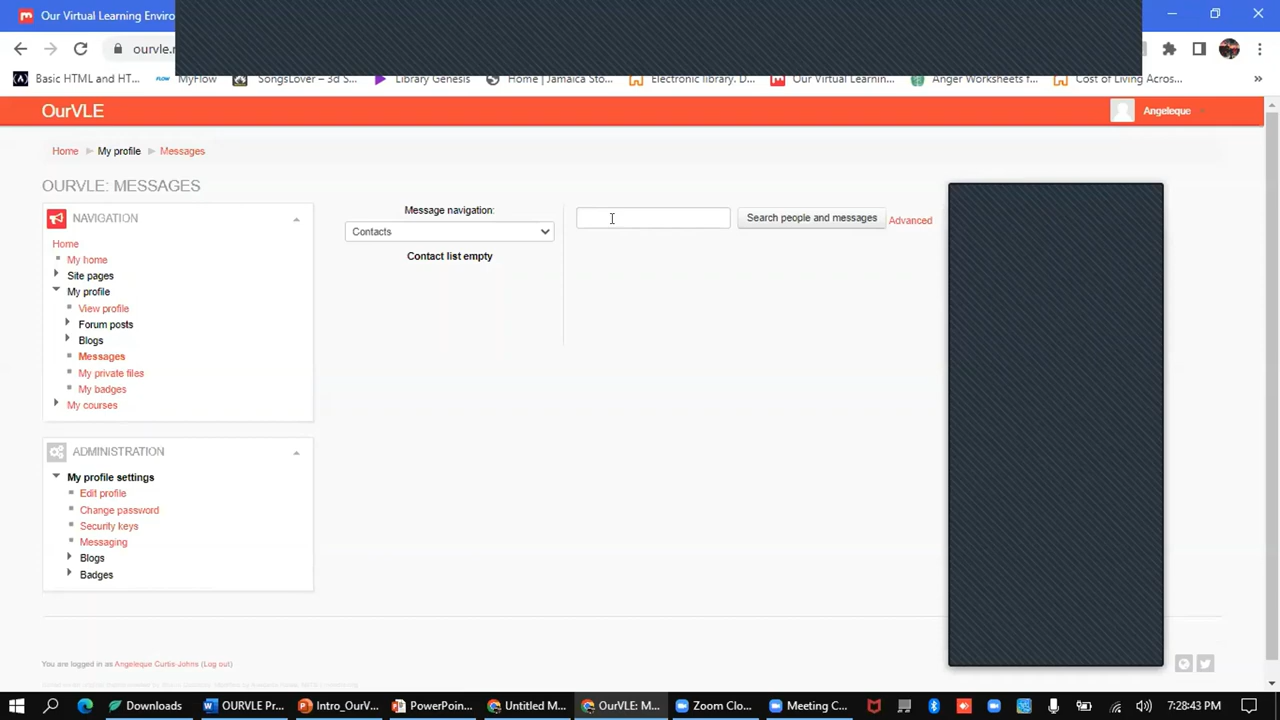 Our Virtual Learning Enviro
ourvle.
Basic HTML and HT...
MyFlow
SongsLover – 3d S...
Library Genesis
Home | Jamaica Sto...
Electronic library. D...
Our Virtual Learnin...
Anger Worksheets f...
Cost of Living Acros...
»
OurVLE
Angeleque
Home
My profile
Messages
OURVLE: MESSAGES
NAVIGATION
Home
My home
Site pages
My profile
View profile
Forum posts
Blogs
Messages
My private files
My badges
My courses
Message navigation:
Contacts
Contact list empty
Search people and messages
Advanced
ADMINISTRATION
My profile settings
Edit profile
Change password
Security keys
Messaging
Blogs
Badges
You are logged in as Angeleque Curtis-Johns (Log out)
Downloads
OURVLE Pr...
Intro_OurV...
PowerPoin...
Untitled M...
OurVLE: M...
Zoom Clo...
Meeting C...
7:28:43 PM